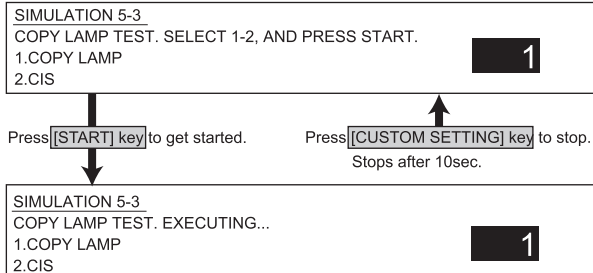 SIMULATION 5-3
COPY LAMP TEST. SELECT 1-2, AND PRESS START.
1.COPY LAMP
1
2.CIS
Press [START] key to get started.
Press [CUSTOM SETTING] key to stop.
Stops after 10sec.
SIMULATION 5-3
COPY LAMP TEST. EXECUTING...
1.COPY LAMP
1
2.CIS